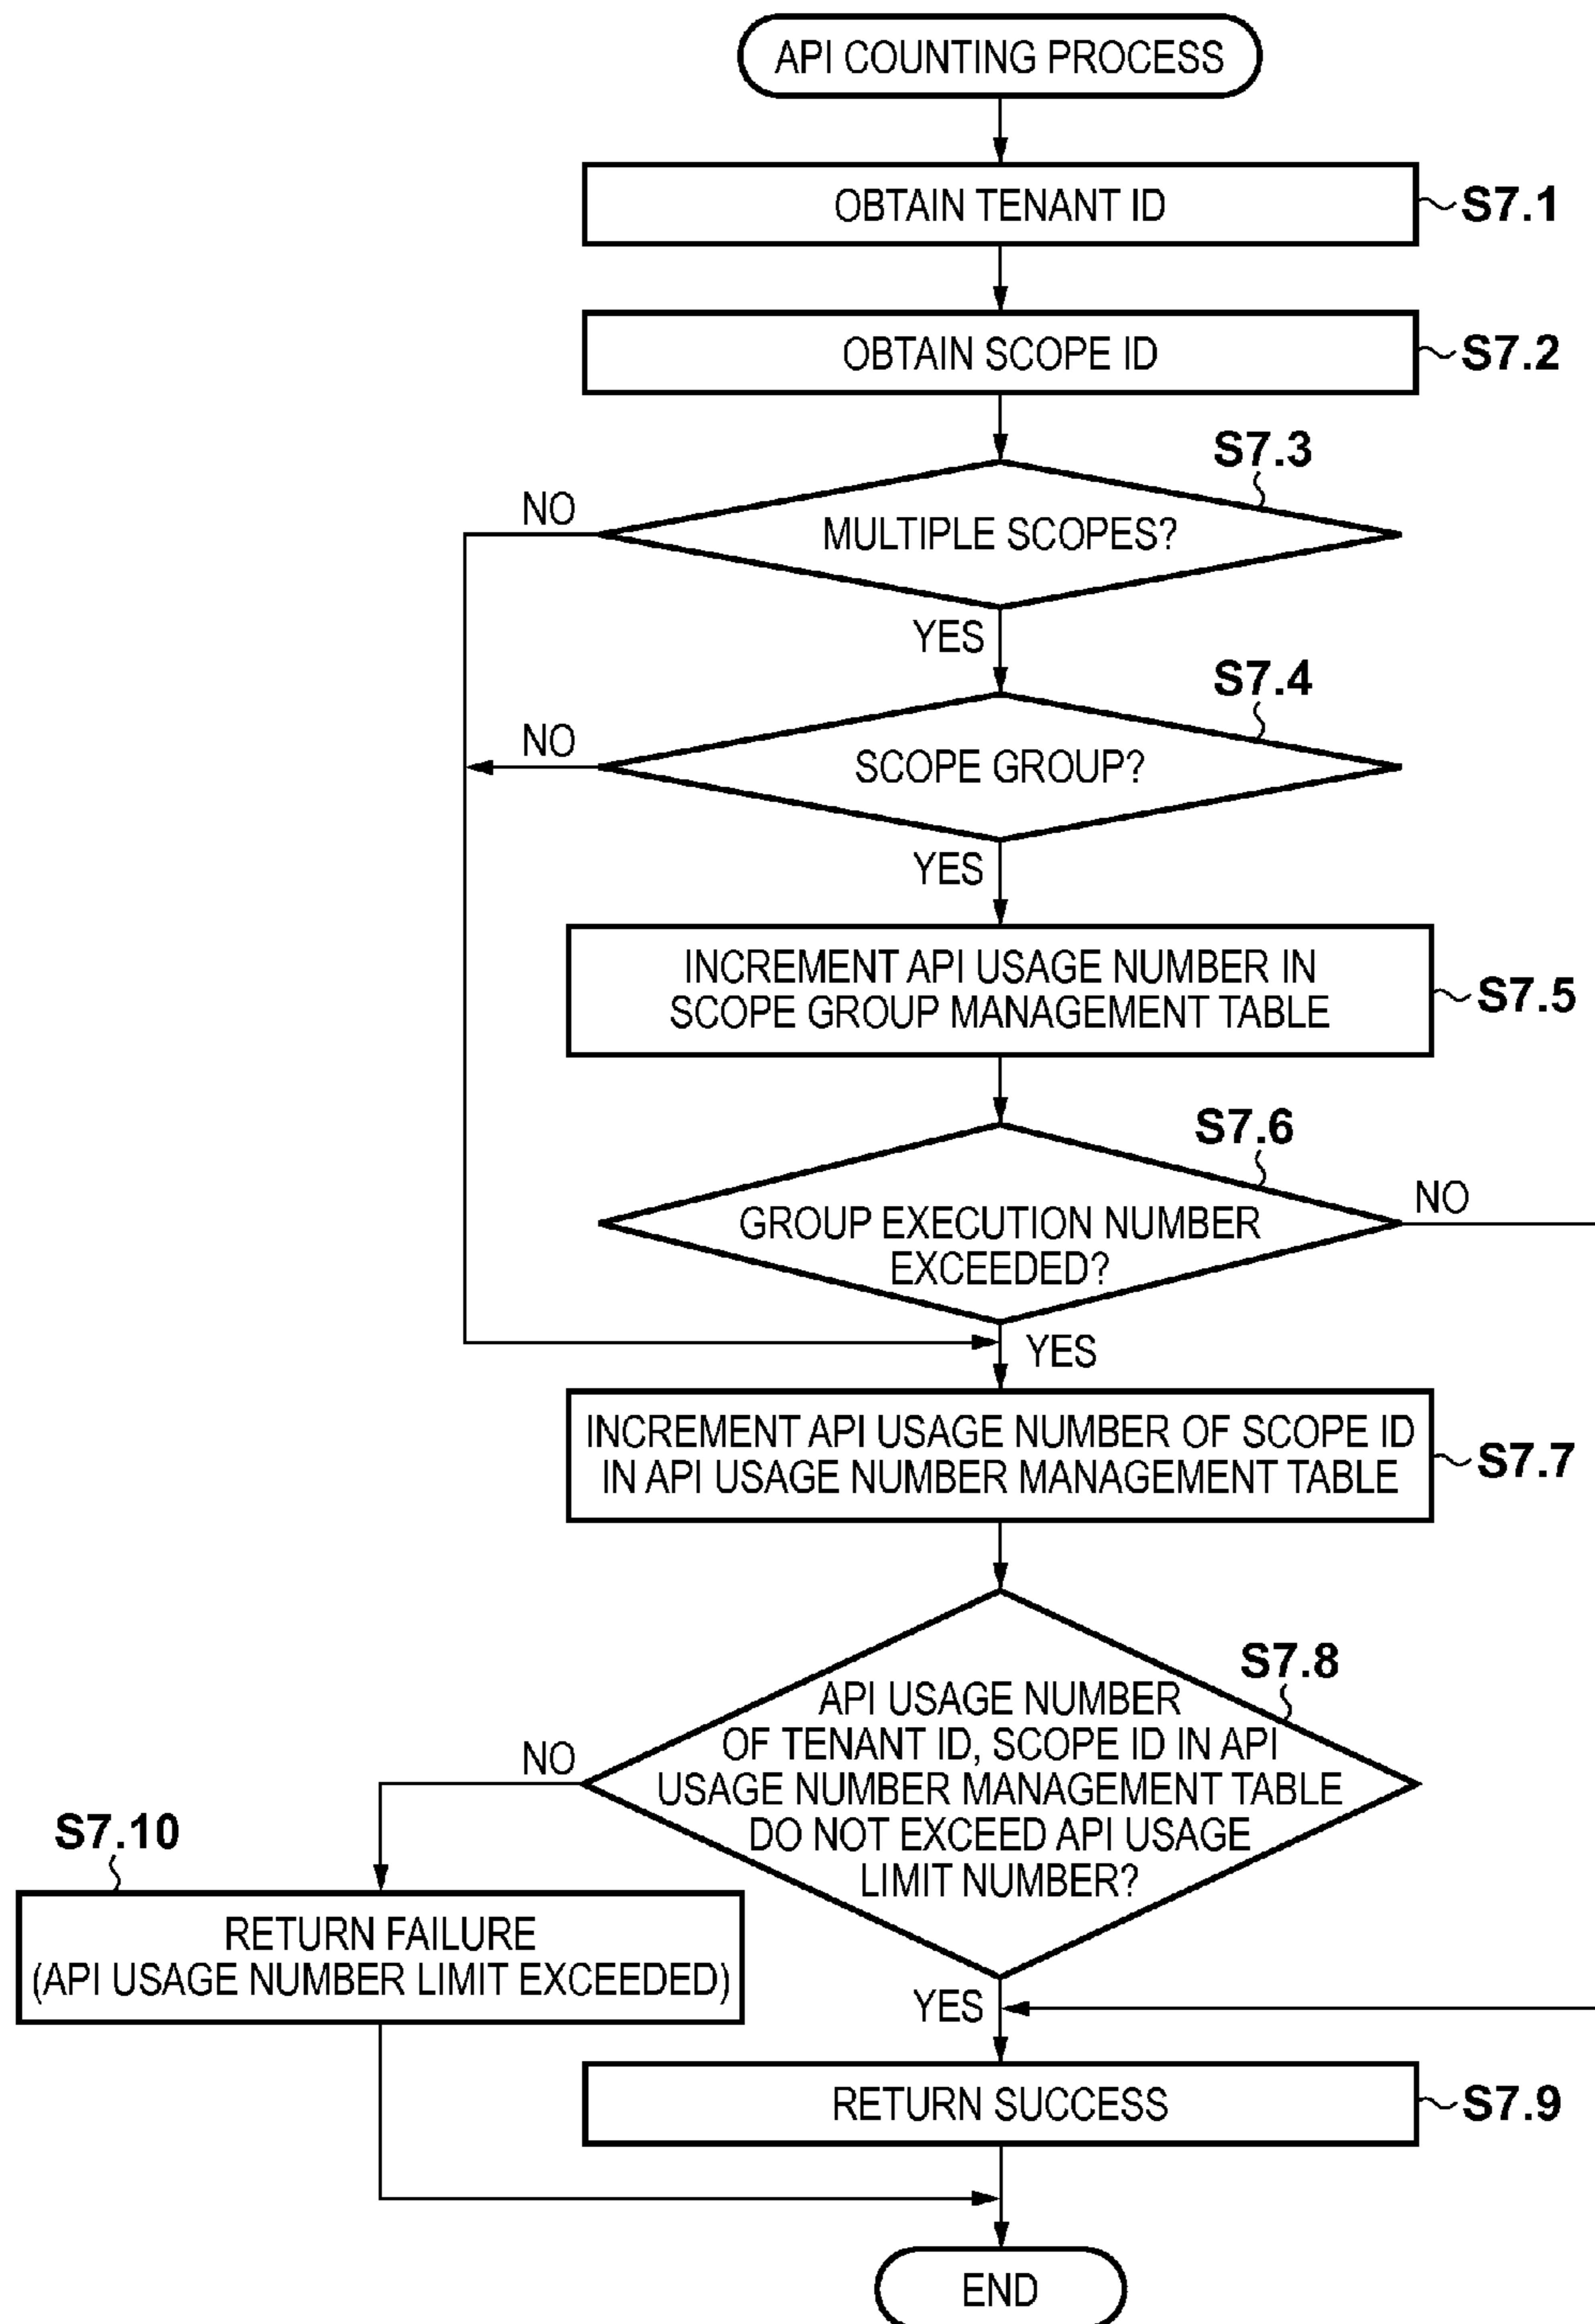 API COUNTING PROCESS
OBTAIN TENANT ID
S7.1
OBTAIN SCOPE ID
S7.2
S7.3
NO
MULTIPLE SCOPES?
YES
S7.4
NO
SCOPE GROUP?
YES
INCREMENT API USAGE NUMBER IN
SCOPE GROUP MANAGEMENT TABLE
S7.5
S7.6
NO
GROUP EXECUTION NUMBER
EXCEEDED?
YES
INCREMENT API USAGE NUMBER OF SCOPE ID
IN API USAGE NUMBER MANAGEMENT TABLE
S7.7
S7.8
API USAGE NUMBER
OF TENANT ID, SCOPE ID IN API
USAGE NUMBER MANAGEMENT TABLE
DO NOT EXCEED API USAGE
LIMIT NUMBER?
NO
S7.10
RETURN FAILURE
(API USAGE NUMBER LIMIT EXCEEDED)
YES
RETURN SUCCESS
S7.9
END